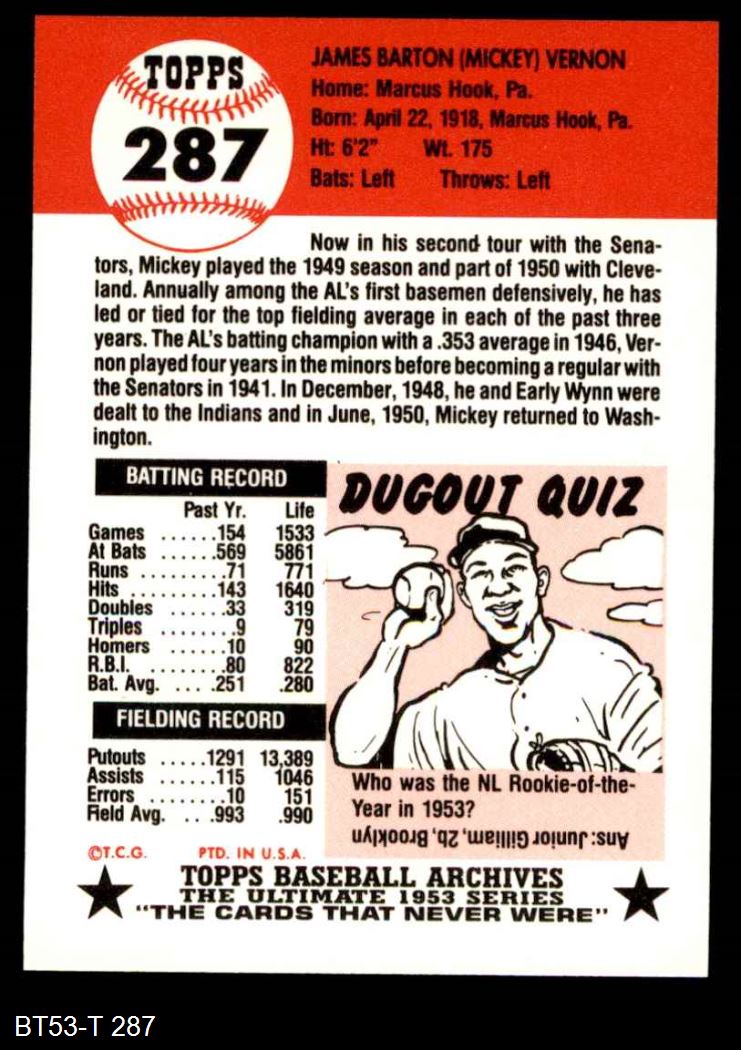 TOPPS
287
JAMES BARTON (MICKEY) VERNON
Home: Marcus Hook, Pa.
Born: April 22, 1918, Marcus Hook, Pa.
Ht: 6'2" Wt. 175
Bats: Left Throws: Left
Now in his second tour with the Sena-
tors, Mickey played the 1949 season and part of 1950 with Cleve-
land. Annually among the AL's first basemen defensively, he has
led or tied for the top fielding average in each of the past three
years. The AL's batting champion with a .353 average in 1946, Ver-
non played four years in the minors before becoming a regular with
the Senators in 1941. In December, 1948, he and Early Wynn were
dealt to the Indians and in June, 1950, Mickey returned to Wash-
ington.
BATTING RECORD
Past Yr. Life
Games ......154 1533
At Bats .....569 5861
Runs .........71 771
Hits .........143 1640
Doubles ......33 319
Triples .........9 79
Homers ......10 90
R.B.I. ........80 822
Bat. Avg. ....251 .280
FIELDING RECORD
Putouts .....1291 13,389
Assists ......115 1046
Errors ........10 151
Field Avg. ...993 .990
©T.C.G. PTD. IN U.S.A.
DUGOUT QUIZ
Who was the NL Rookie-of-the-
Year in 1953?
Ans: Junior Gilliam, 2b, Brooklyn
TOPPS BASEBALL ARCHIVES
THE ULTIMATE 1953 SERIES
"THE CARDS THAT NEVER WERE"
BT53-T 287